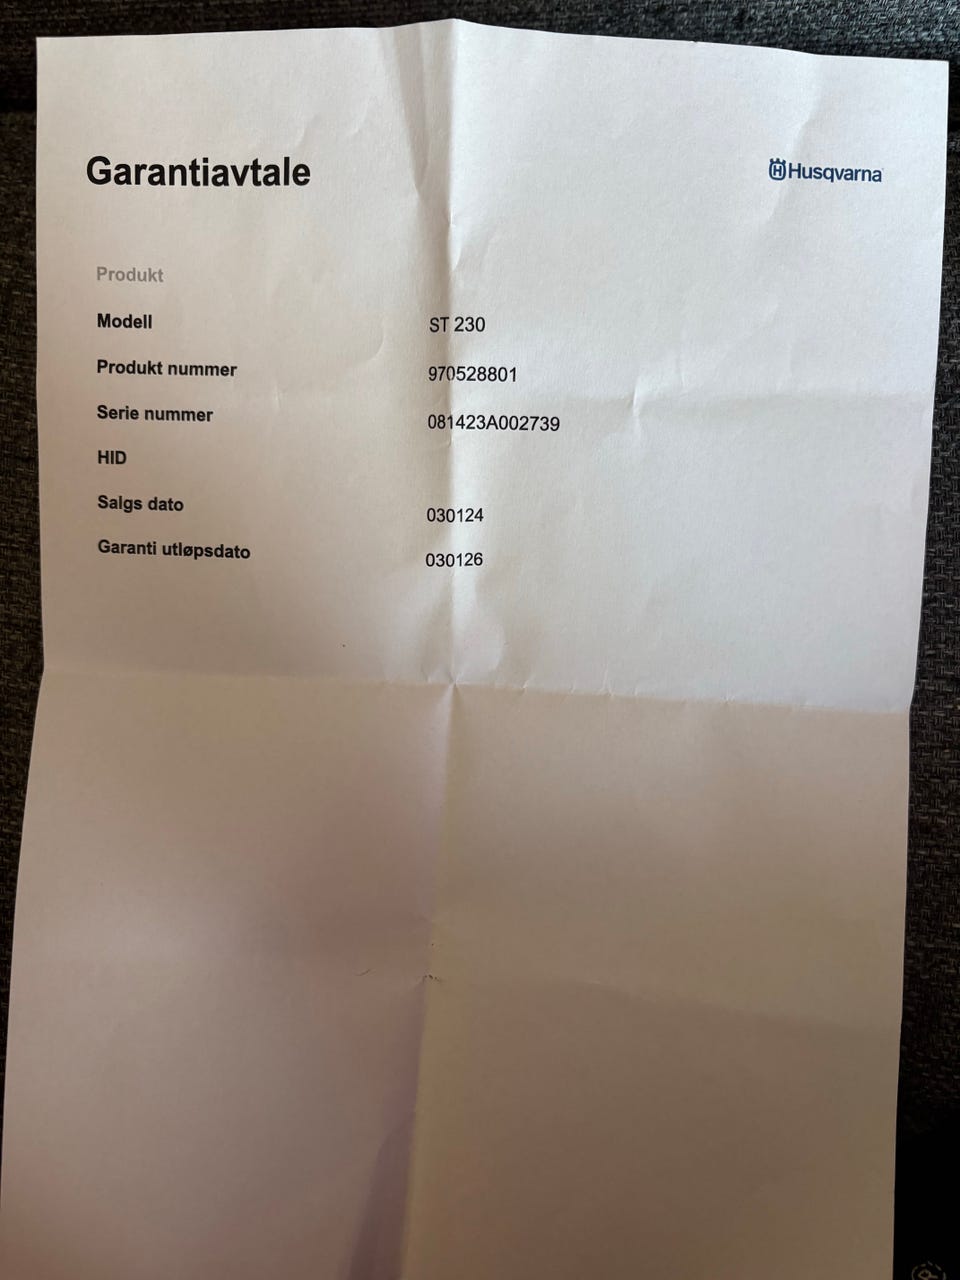 Garantiavtale
Husqvarna
Produkt
Modell ST 230
Produkt nummer 970528801
Serie nummer 081423A002739
HID
Salgs dato 030124
Garanti utløpsdato 030126